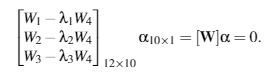 W₁ − λ₁W₄
W₂ − λ₂W₄
W₃ − λ₃W₄
[ ]₁₂×₁₀ α₁₀×₁ = [W]α = 0.